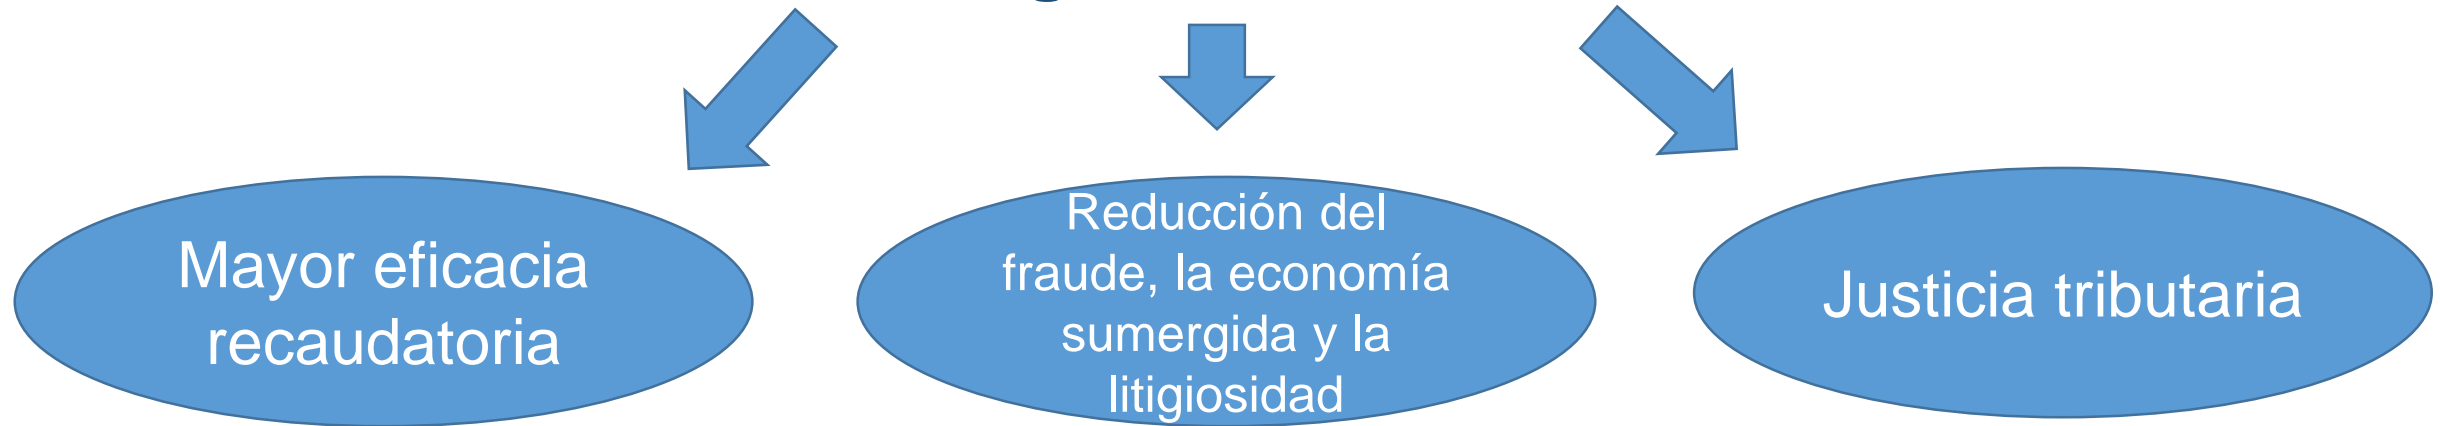 Mayor eficacia
recaudatoria
Reducción del
fraude, la economía
sumergida y la
litigiosidad
Justicia tributaria